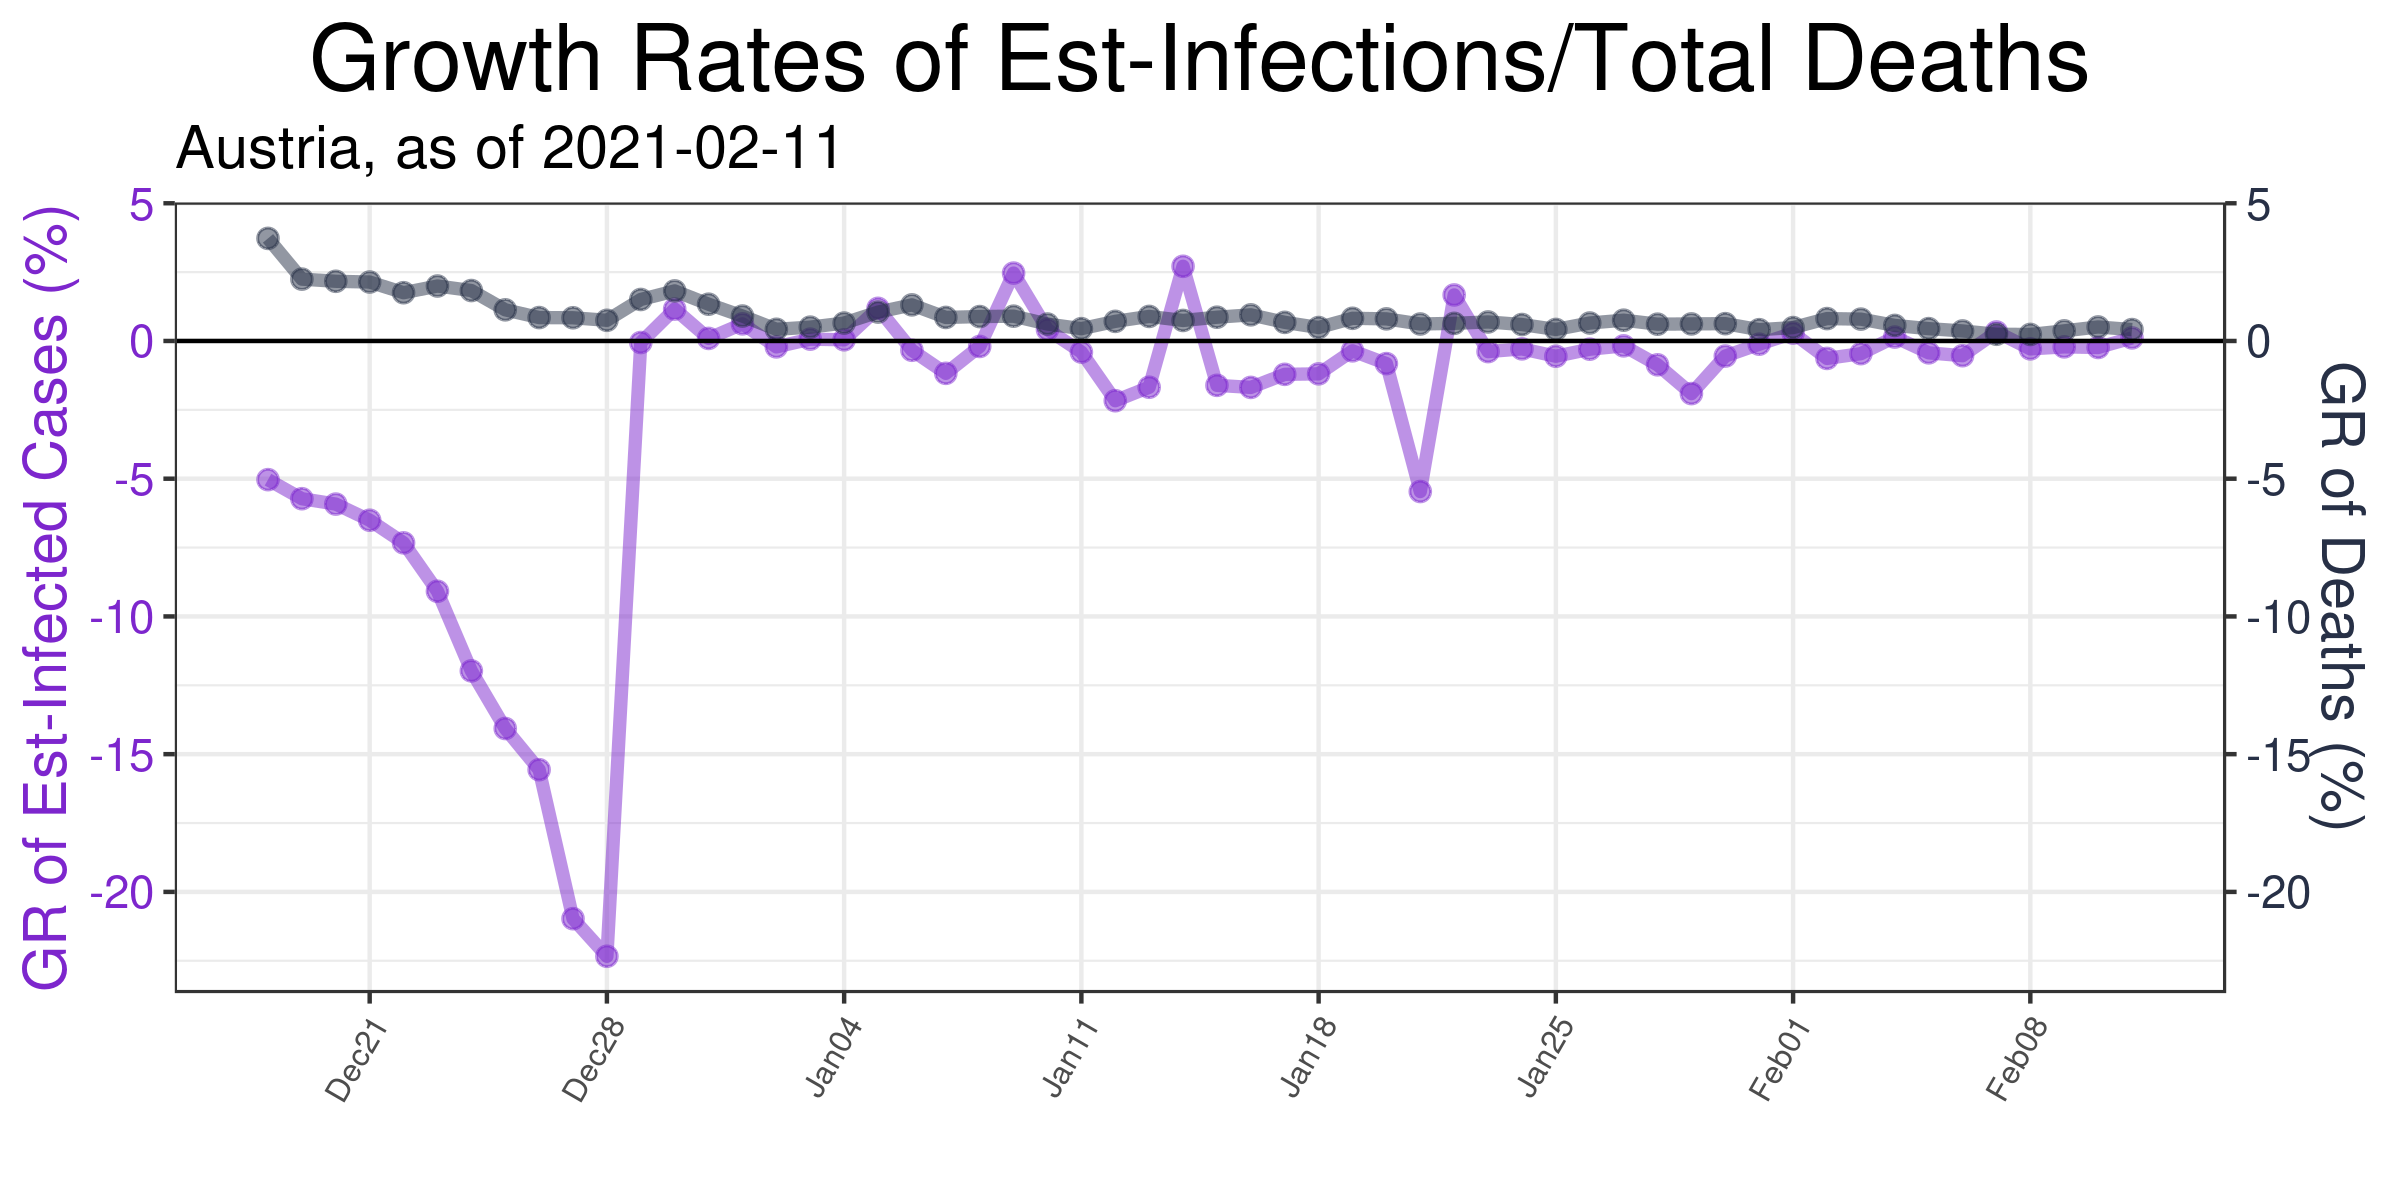 Growth Rates of Est-Infections/Total Deaths
Austria, as of 2021-02-11
GR of Est-Infected Cases (%)
5
0
-5
-10
-15
-20
5
0
-5
-10
-15
-20
GR of Deaths (%)
Dec21
Dec28
Jan04
Jan11
Jan18
Jan25
Feb01
Feb08